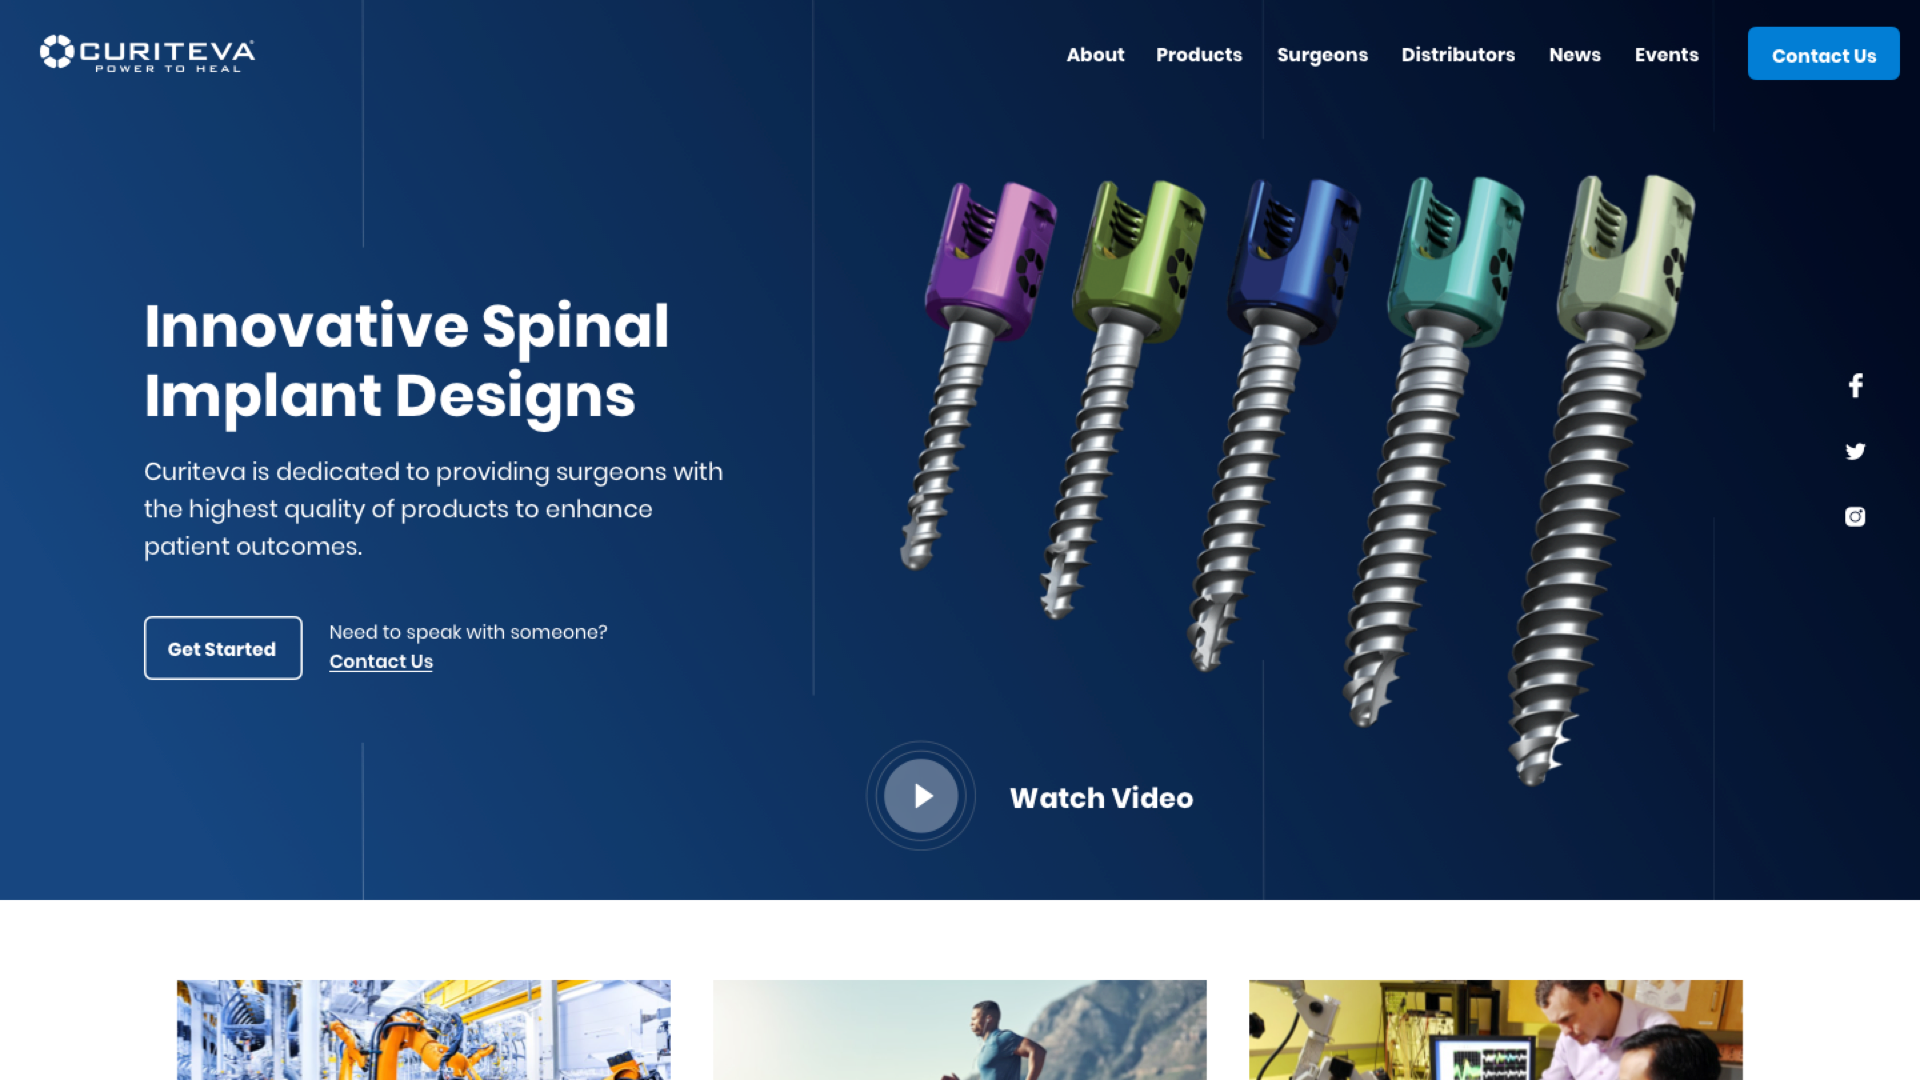 CURITEVA
POWER TO HEAL
About
Products
Surgeons
Distributors
News
Events
Contact Us
Innovative Spinal
Implant Designs
Curiteva is dedicated to providing surgeons with
the highest quality of products to enhance
patient outcomes.
Get Started
Need to speak with someone?
Contact Us
Watch Video